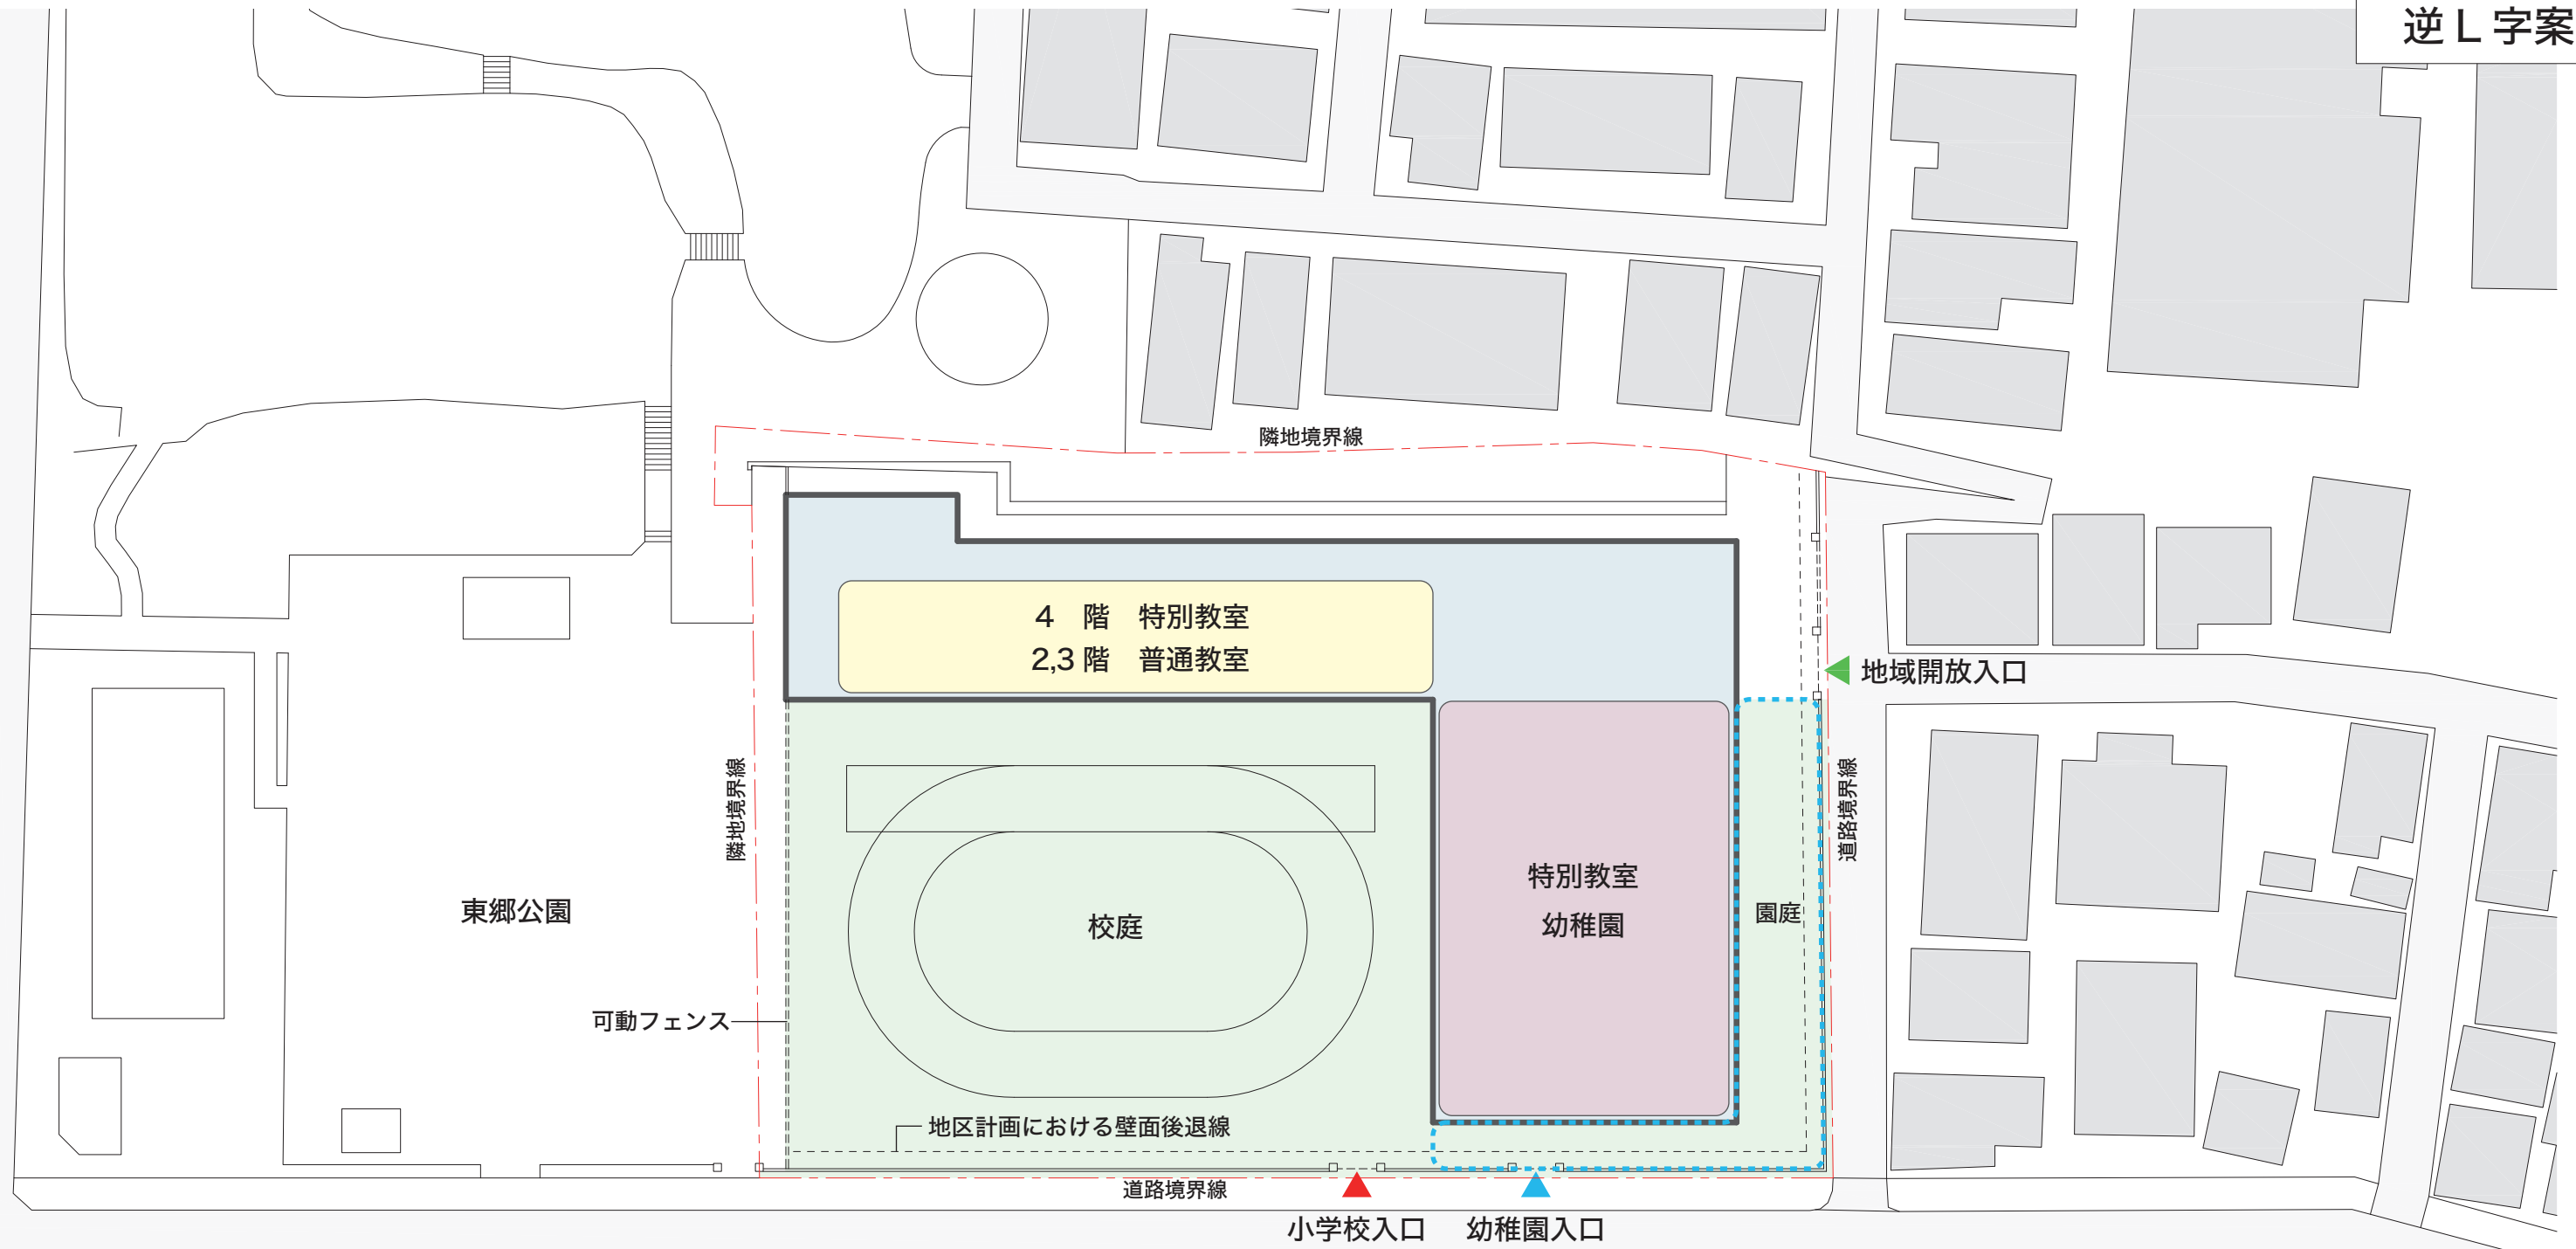 逆L字案
隣地境界線
4 階 特別教室
2,3階 普通教室
地域開放入口
隣地境界線
道路境界線
特別教室
幼稚園
園庭
東郷公園
校庭
可動フェンス
地区計画における壁面後退線
道路境界線
小学校入口
幼稚園入口